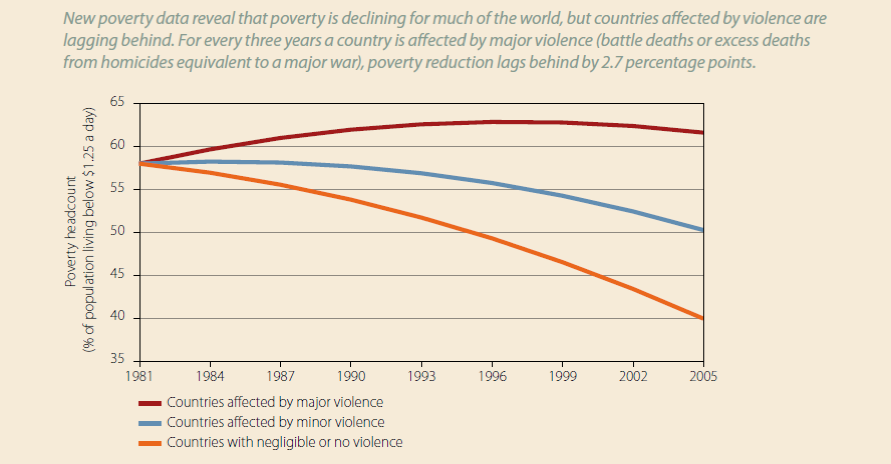 New poverty data reveal that poverty is declining for much of the world, but countries affected by violence are
lagging behind. For every three years a country is affected by major violence (battle deaths or excess deaths
from homicides equivalent to a major war), poverty reduction lags behind by 2.7 percentage points.
Poverty headcount
(% of population living below $1.25 a day)
65
60
55
50
45
40
35
1981 1984 1987 1990 1993 1996 1999 2002 2005
Countries affected by major violence
Countries affected by minor violence
Countries with negligible or no violence